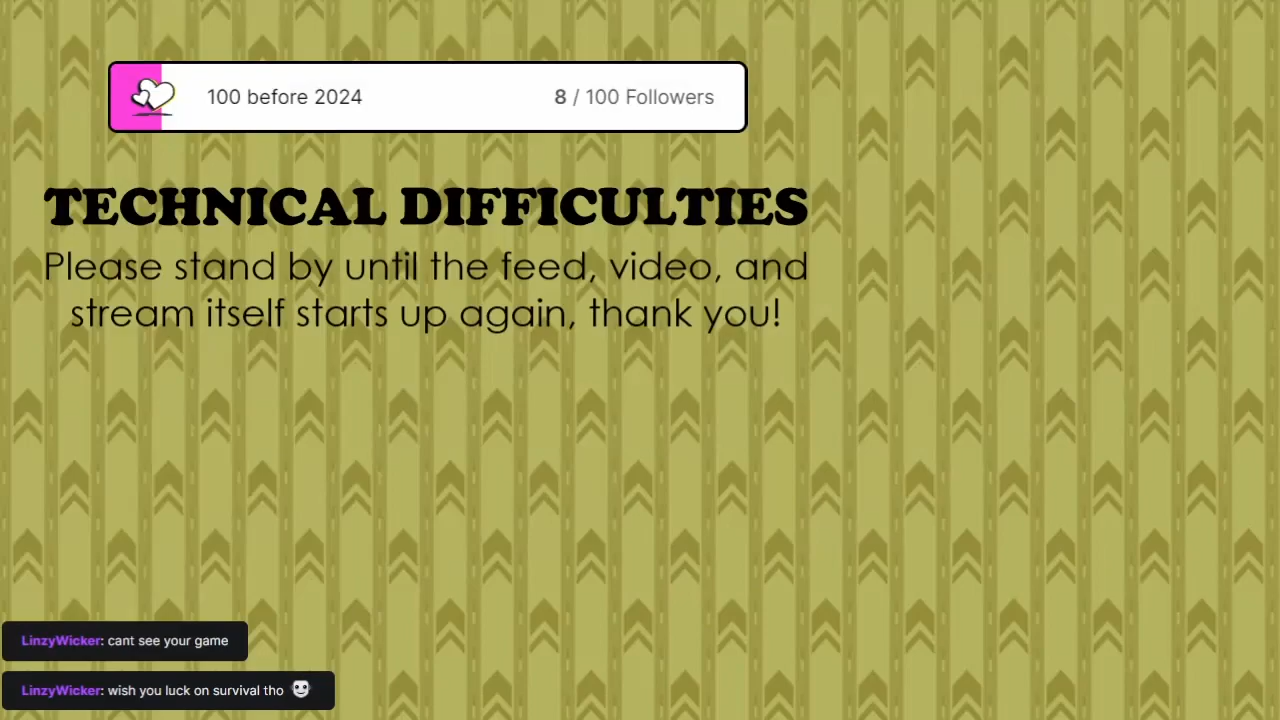 100 before 2024 8 / 100 Followers
TECHNICAL DIFFICULTIES
Please stand by until the feed, video, and
stream itself starts up again, thank you!
LinzyWicker: cant see your game
LinzyWicker: wish you luck on survival tho